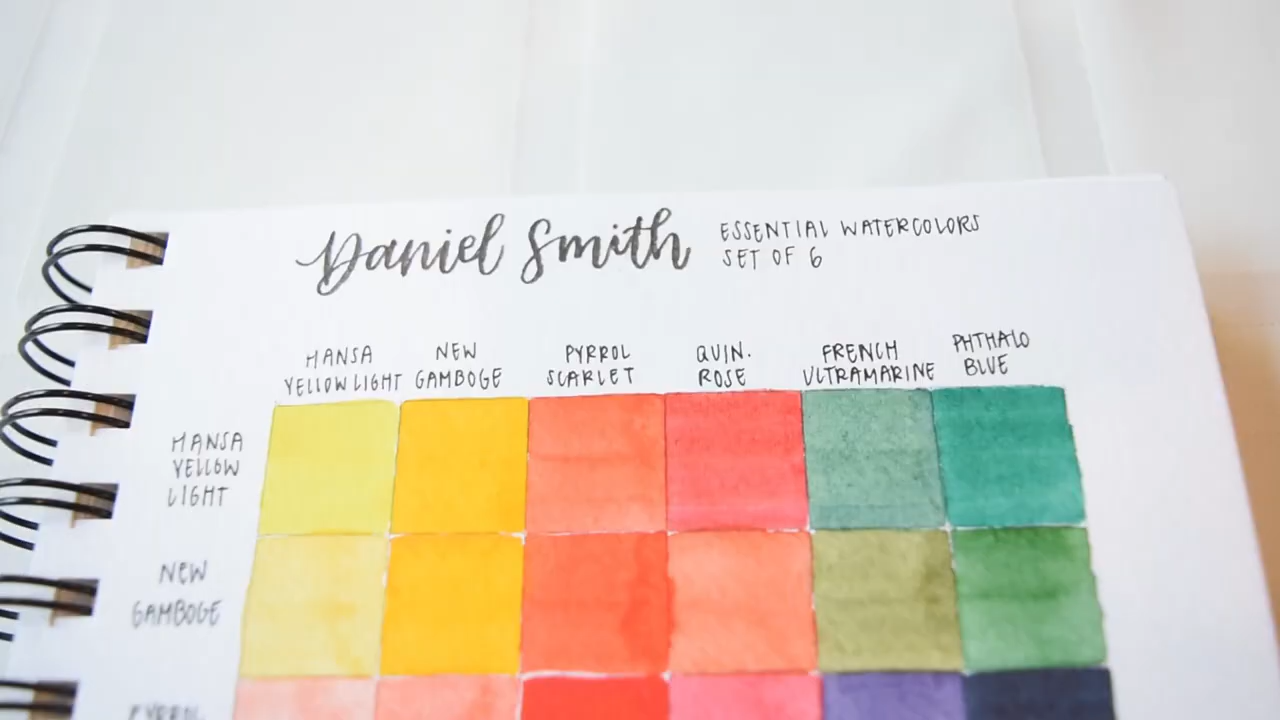 Daniel Smith
ESSENTIAL WATERCOLORS
SET OF 6
HANSA
YELLOW LIGHT
NEW
GAMBOGE
PYRROL
SCARLET
QUIN.
ROSE
FRENCH
ULTRAMARINE
PHTHALO
BLUE
HANSA
YELLOW
LIGHT
NEW
GAMBOGE
PYRROL